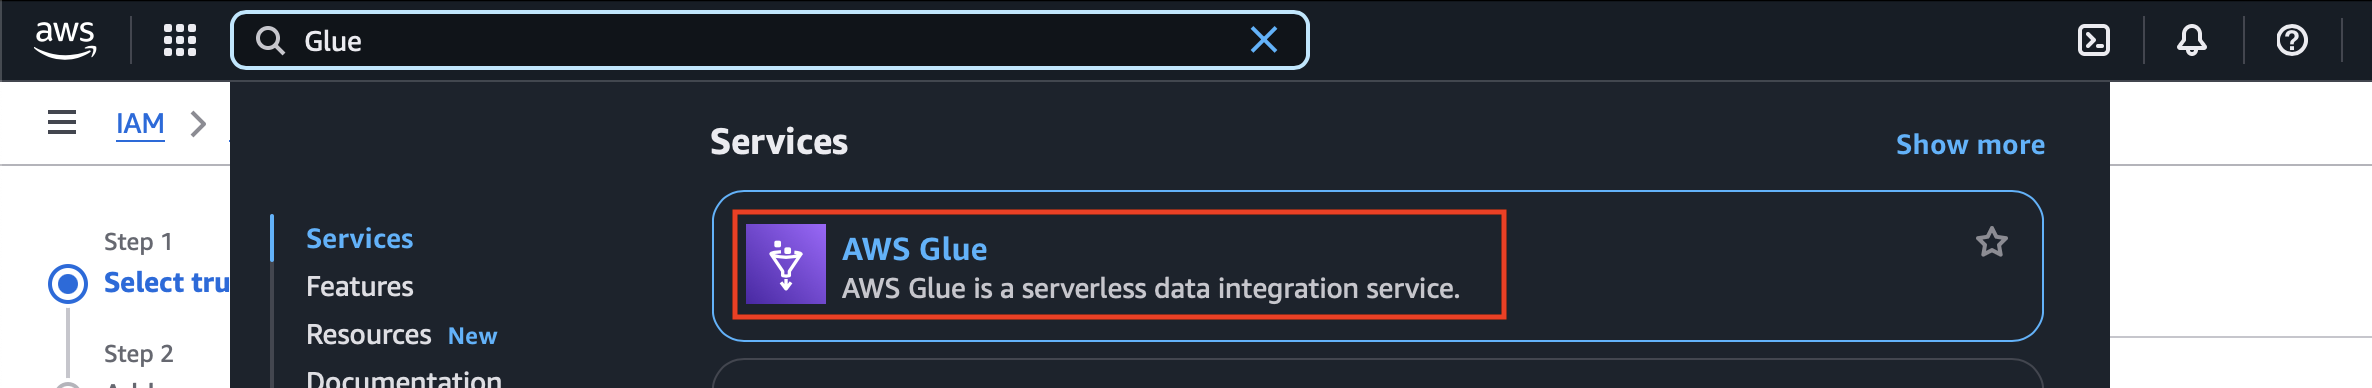 aws
Glue
IAM
Services
Show more
Step 1
Select tru
Services
Features
Resources New
Documentation
AWS Glue
AWS Glue is a serverless data integration service.
Step 2